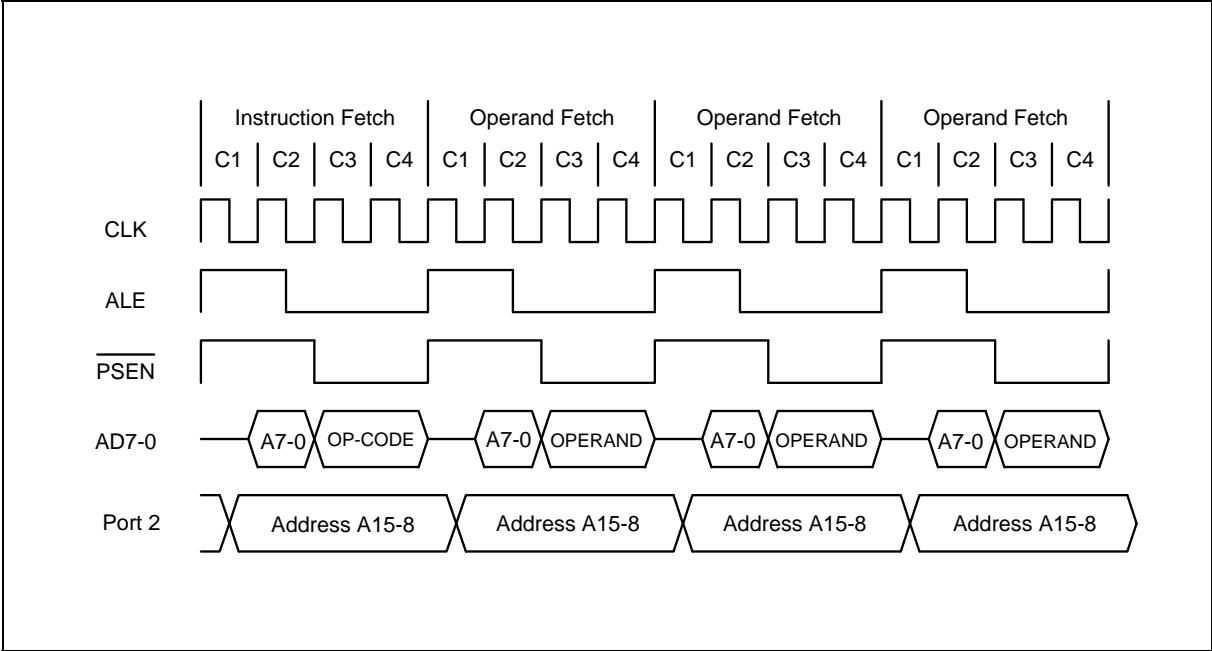 Instruction Fetch Operand Fetch Operand Fetch Operand Fetch
C1 C2 C3 C4 C1 C2 C3 C4 C1 C2 C3 C4 C1 C2 C3 C4
CLK
ALE
PSEN
AD7-0 A7-0 OP-CODE A7-0 OPERAND A7-0 OPERAND A7-0 OPERAND
Port 2 Address A15-8 Address A15-8 Address A15-8 Address A15-8